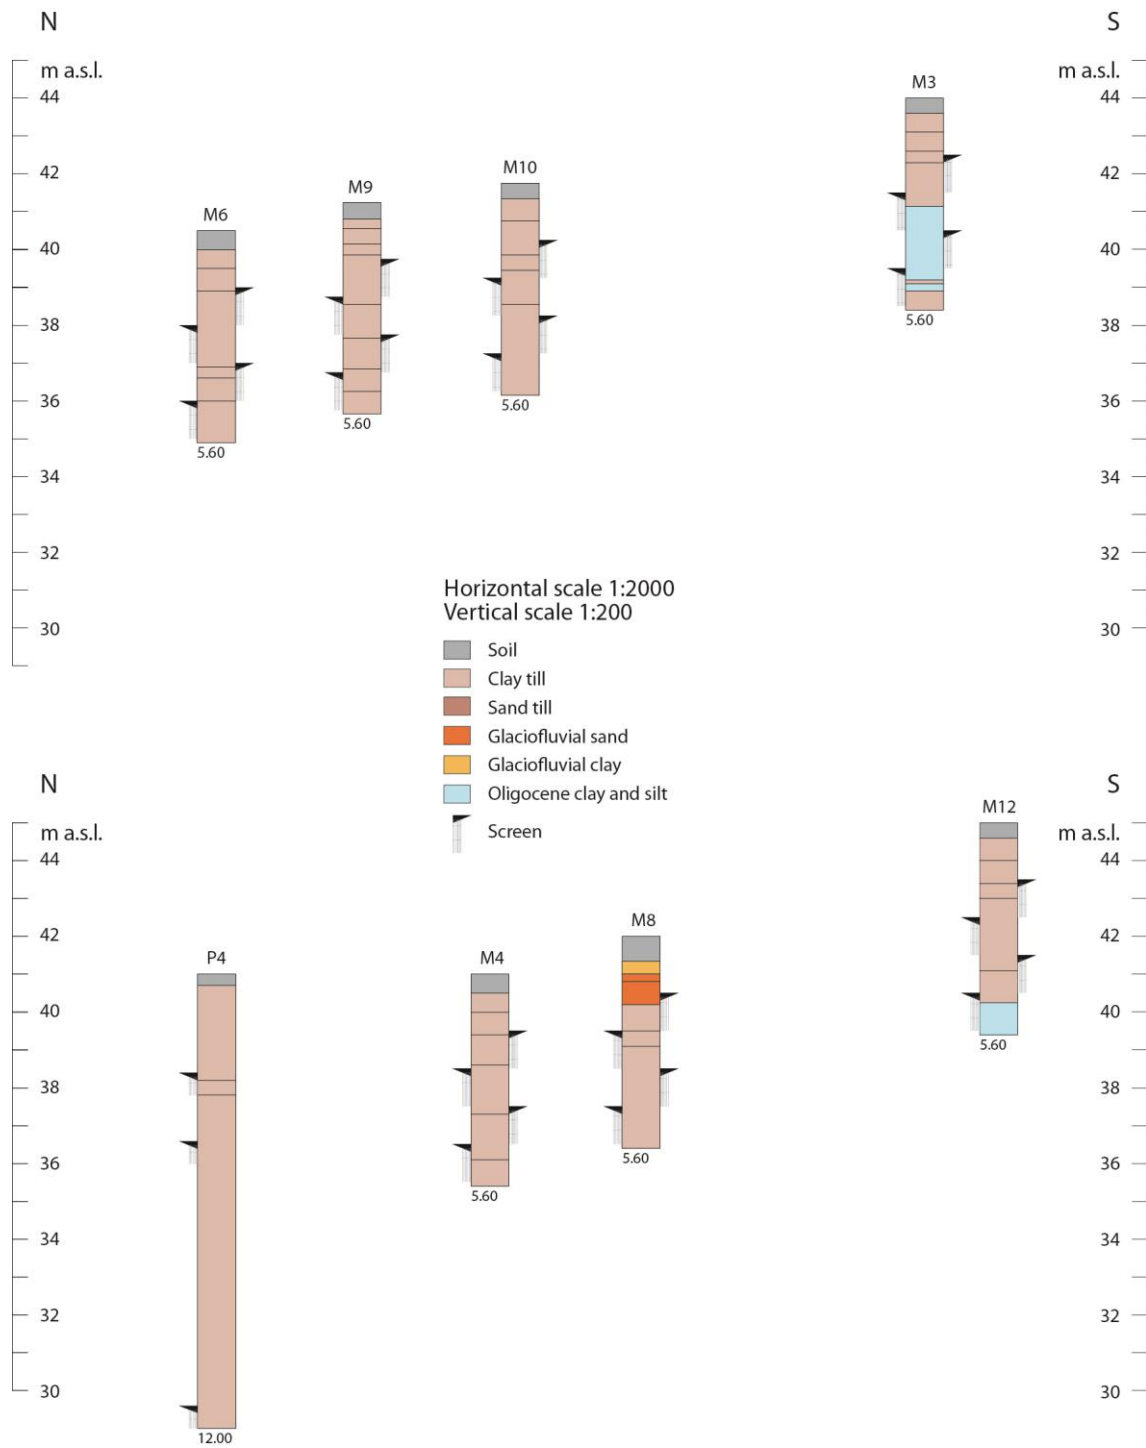 N
S
m a.s.l.
m a.s.l.
44
44
42
42
40
40
38
38
36
36
34
34
32
32
30
30
M6
M9
M10
M3
5.60
5.60
5.60
5.60
Horizontal scale 1:2000
Vertical scale 1:200
Soil
Clay till
Sand till
Glaciofluvial sand
Glaciofluvial clay
Oligocene clay and silt
Screen
N
S
m a.s.l.
m a.s.l.
44
44
42
42
40
40
38
38
36
36
34
34
32
32
30
30
P4
M4
M8
M12
12.00
5.60
5.60
5.60